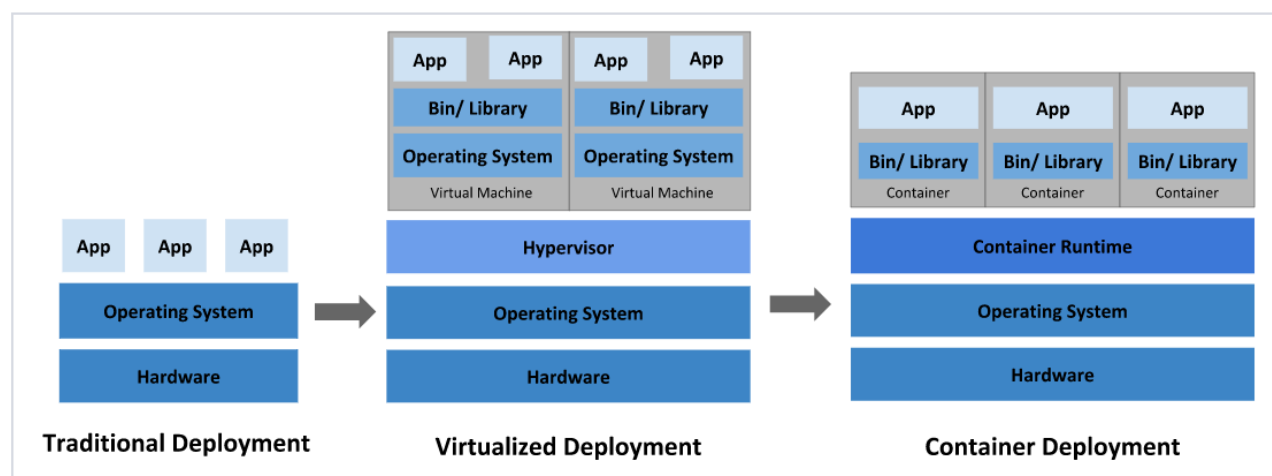 App
App
App
Operating System
Hardware
Traditional Deployment
App
App
Bin/ Library
Operating System
Virtual Machine
App
App
Bin/ Library
Operating System
Virtual Machine
Hypervisor
Operating System
Hardware
Virtualized Deployment
App
Bin/ Library
Container
App
Bin/ Library
Container
App
Bin/ Library
Container
Container Runtime
Operating System
Hardware
Container Deployment